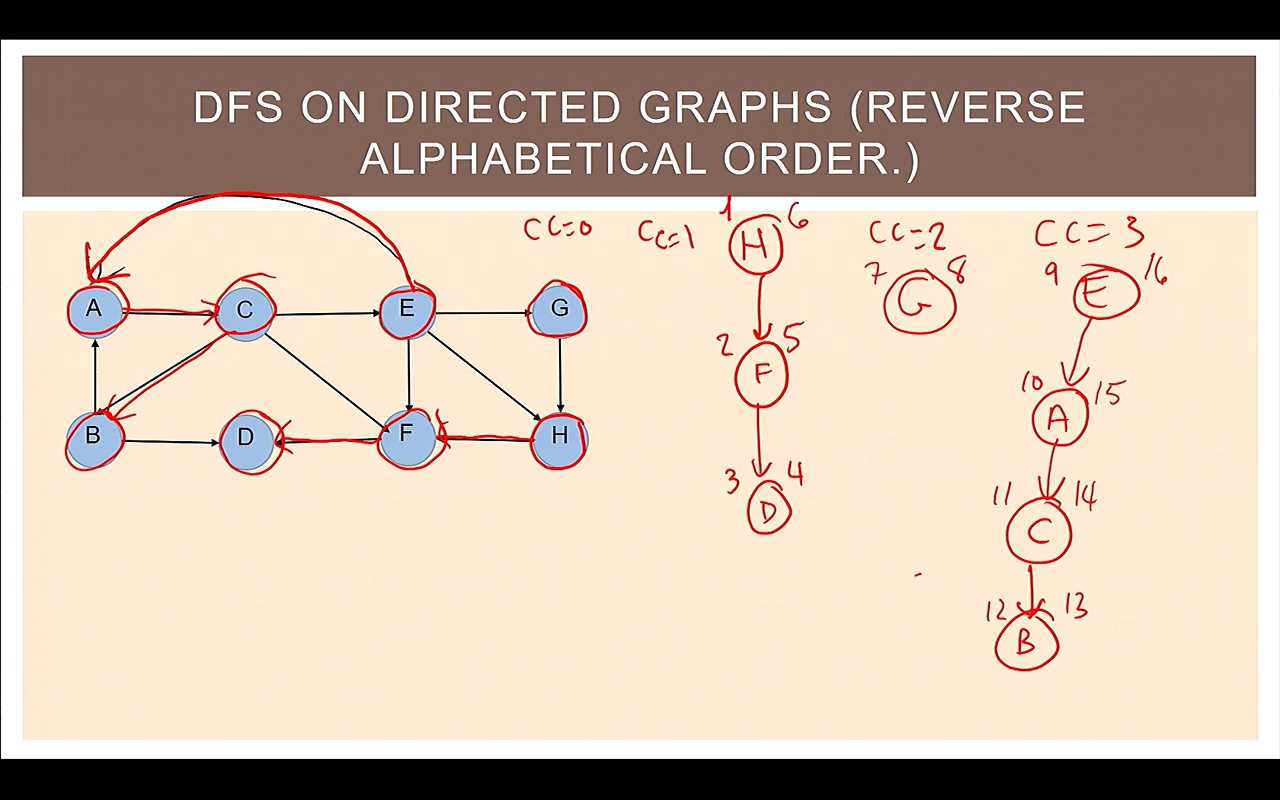 DFS ON DIRECTED GRAPHS (REVERSE
ALPHABETICAL ORDER.)
A C E G
B D F H
CC=0
CC=1
1 H 6
2 F 5
3 D 4
CC=2
7 G 8
CC=3
9 E 16
10 A 15
11 C 14
12 B 13